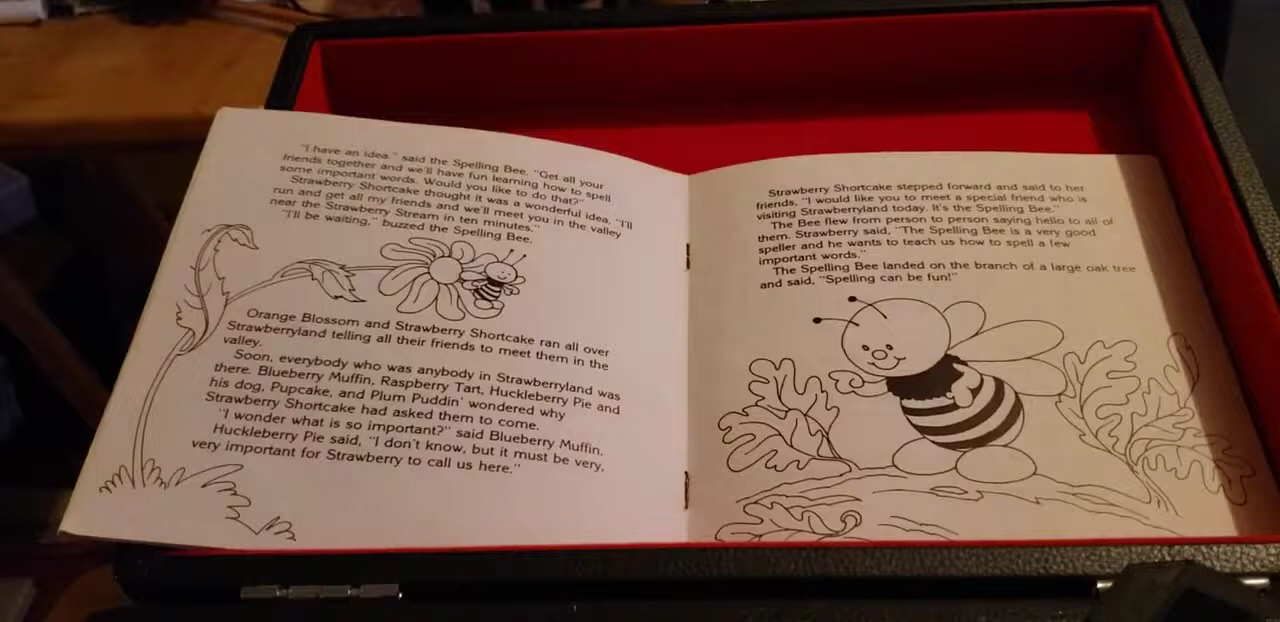 "I have an idea," said the Spelling Bee. "Get all your
friends together and we'll have fun learning how to spell
some important words. Would you like to do that?"
Strawberry Shortcake thought it was a wonderful idea. "I'll
run and get all my friends and we'll meet you in the valley
near the Strawberry Stream in ten minutes."
"I'll be waiting," buzzed the Spelling Bee.
Orange Blossom and Strawberry Shortcake ran all over
Strawberryland telling all their friends to meet them in the
valley.
Soon, everybody who was anybody in Strawberryland was
there. Blueberry Muffin, Raspberry Tart, Huckleberry Pie and
his dog, Pupcake, and Plum Puddin' wondered why
Strawberry Shortcake had asked them to come.
"I wonder what is so important?" said Blueberry Muffin.
Huckleberry Pie said, "I don't know, but it must be very,
very important for Strawberry to call us here."
Strawberry Shortcake stepped forward and said to her
friends, "I would like you to meet a special friend who is
visiting Strawberryland today. It's the Spelling Bee."
The Bee flew from person to person saying hello to all of
them. Strawberry said, "The Spelling Bee is a very good
speller and he wants to teach us how to spell a few
important words."
The Spelling Bee landed on the branch of a large oak tree
and said, "Spelling can be fun!"